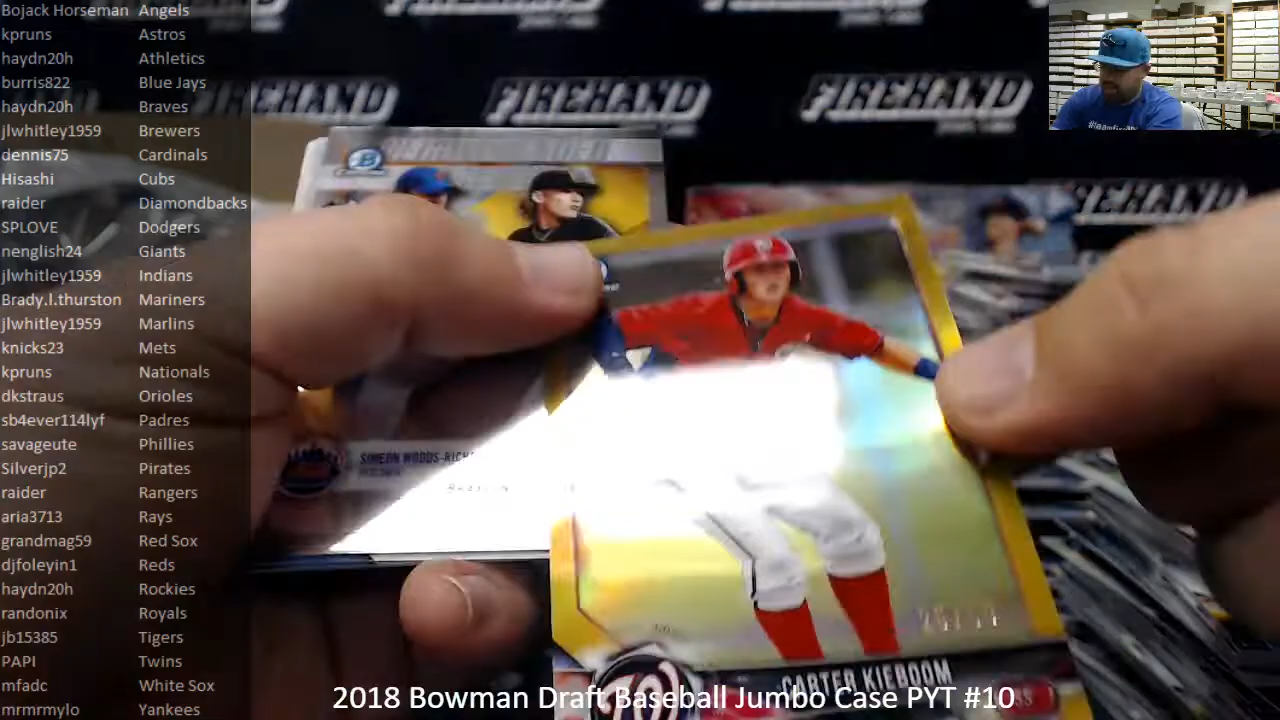 Bojack Horseman Angels
kpruns Astros
haydn20h Athletics
burris822 Blue Jays
haydn20h Braves
jlwhitley1959 Brewers
dennis75 Cardinals
Hisashi Cubs
raider Diamondbacks
SPLOVE Dodgers
nenglish24 Giants
jlwhitley1959 Indians
Brady.l.thurston Mariners
jlwhitley1959 Marlins
knicks23 Mets
kpruns Nationals
dkstraus Orioles
sb4ever114lyf Padres
savageute Phillies
Silverjp2 Pirates
raider Rangers
aria3713 Rays
grandmag59 Red Sox
djfoleyin1 Reds
haydn20h Rockies
randonix Royals
jb15385 Tigers
PAPI Twins
mfadc White Sox
mrmrmylo Yankees
FIREHAND
FIREHAND
FIREHAND
SIMEON WOODS-RICH
CARTER KIEBOOM
2018 Bowman Draft Baseball Jumbo Case PYT #10